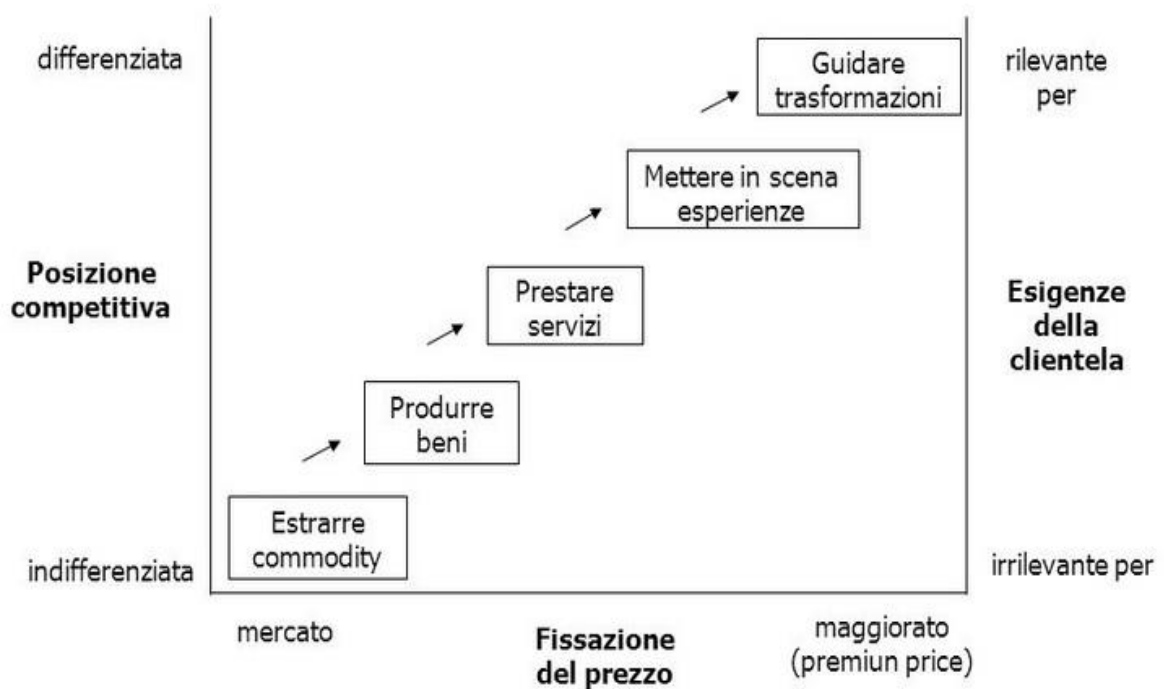 differenziata
Guidare
trasformazioni
rilevante
per
Mettere in scena
esperienze
Posizione
competitiva
Prestare
servizi
Esigenze
della
clientela
Produrre
beni
Estrarre
commodity
indifferenziata
irrilevante per
mercato
Fissazione
del prezzo
maggiorato
(premiun price)